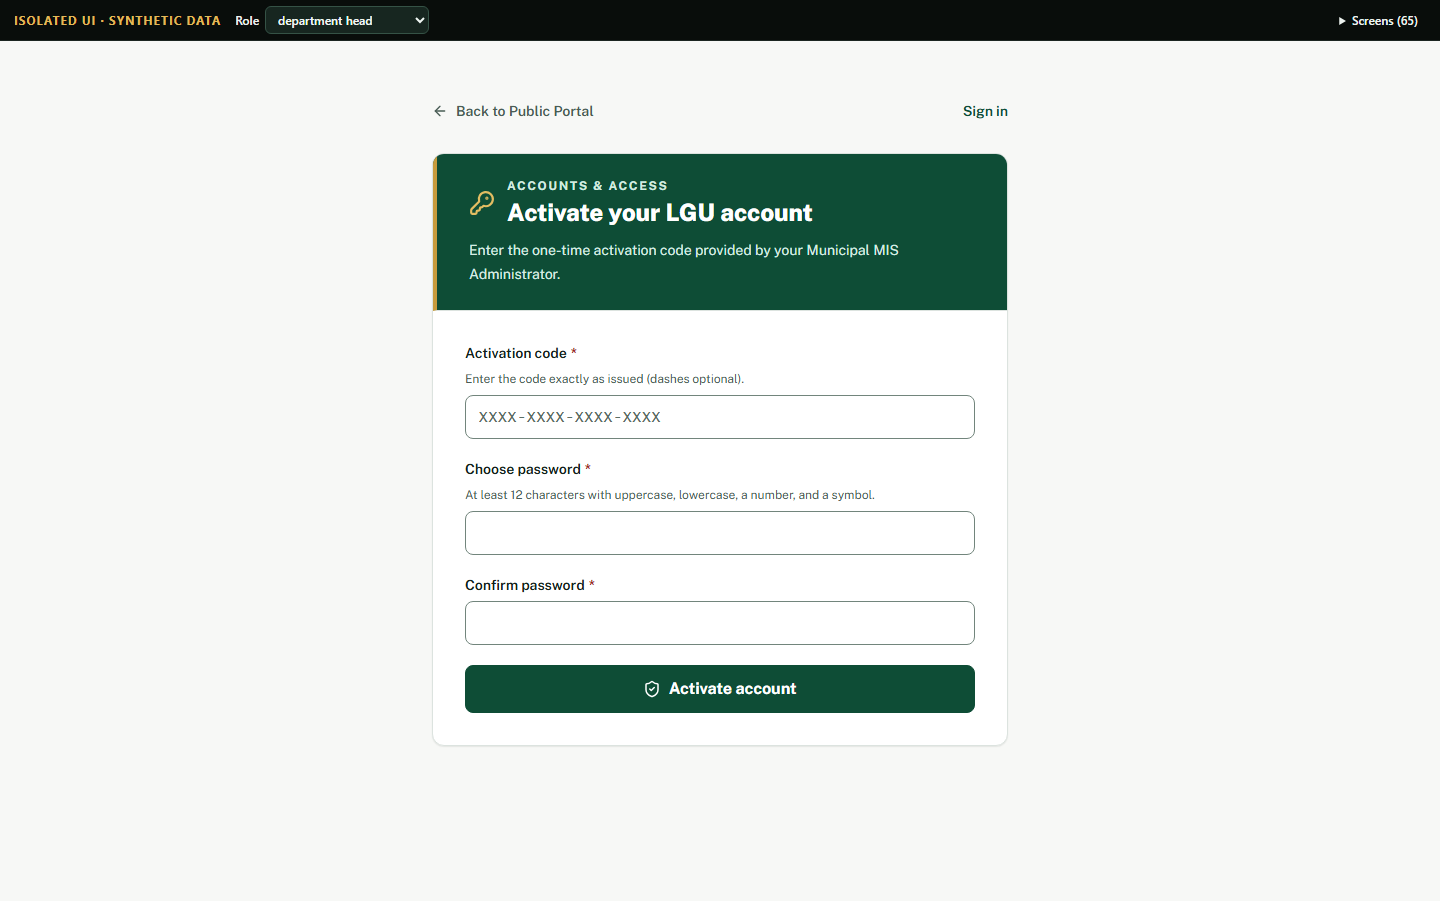 ISOLATED UI · SYNTHETIC DATA Role department head Screens (65)
Back to Public Portal Sign in
ACCOUNTS & ACCESS
Activate your LGU account
Enter the one-time activation code provided by your Municipal MIS
Administrator.
Activation code *
Enter the code exactly as issued (dashes optional).
XXXX-XXXX-XXXX-XXXX
Choose password *
At least 12 characters with uppercase, lowercase, a number, and a symbol.
Confirm password *
Activate account